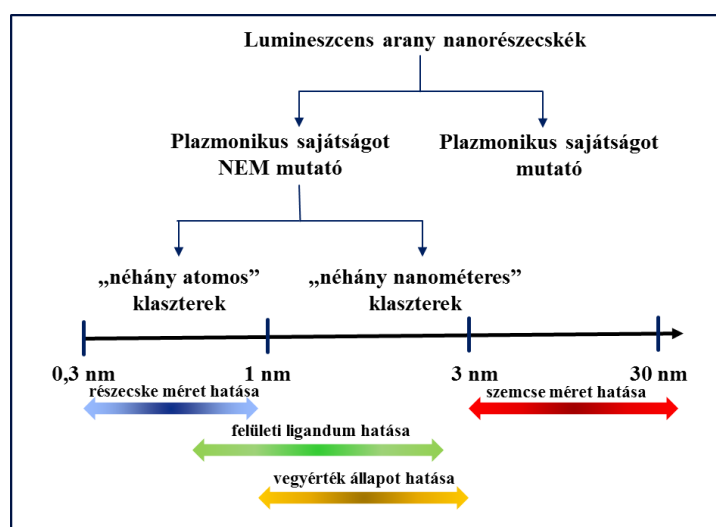 Lumineszcens arany nanorészecskék
Plazmonikus sajátságot
NEM mutató
Plazmonikus sajátságot
mutató
„néhány atomos”
klaszterek
„néhány nanométeres”
klaszterek
0,3 nm
1 nm
3 nm
30 nm
részecske méret hatása
szemcse méret hatása
felületi ligandum hatása
vegyérték állapot hatása